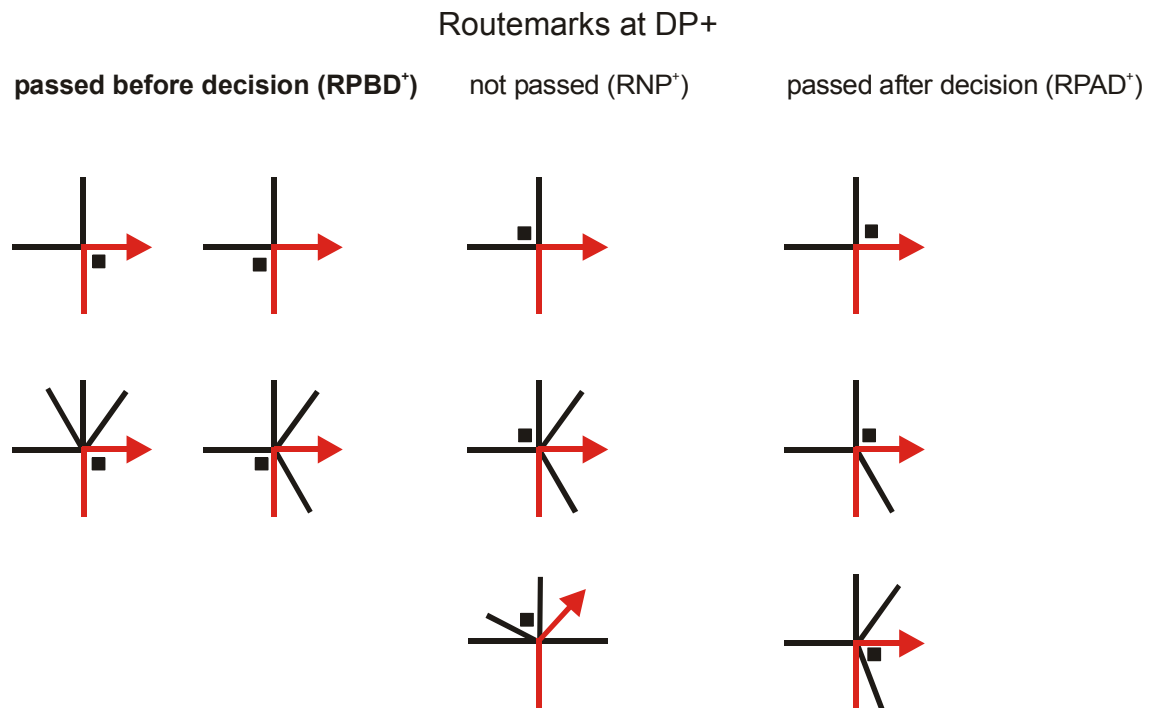 Routemarks at DP+
passed before decision (RPBD⁺)
not passed (RNP⁺)
passed after decision (RPAD⁺)